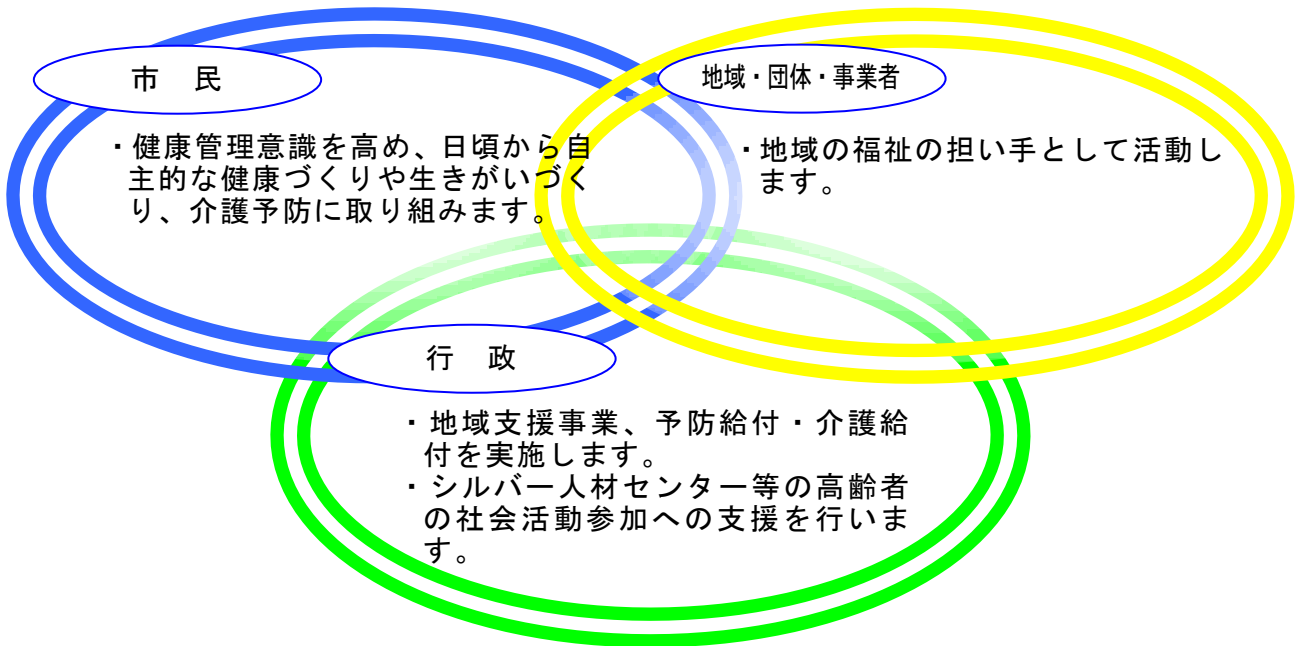 市　民
・健康管理意識を高め、日頃から自
主的な健康づくりや生きがいづく
り、介護予防に取り組みます。
地域・団体・事業者
・地域の福祉の担い手として活動し
ます。
行　政
・地域支援事業、予防給付・介護給
付を実施します。
・シルバー人材センター等の高齢者
の社会活動参加への支援を行いま
す。